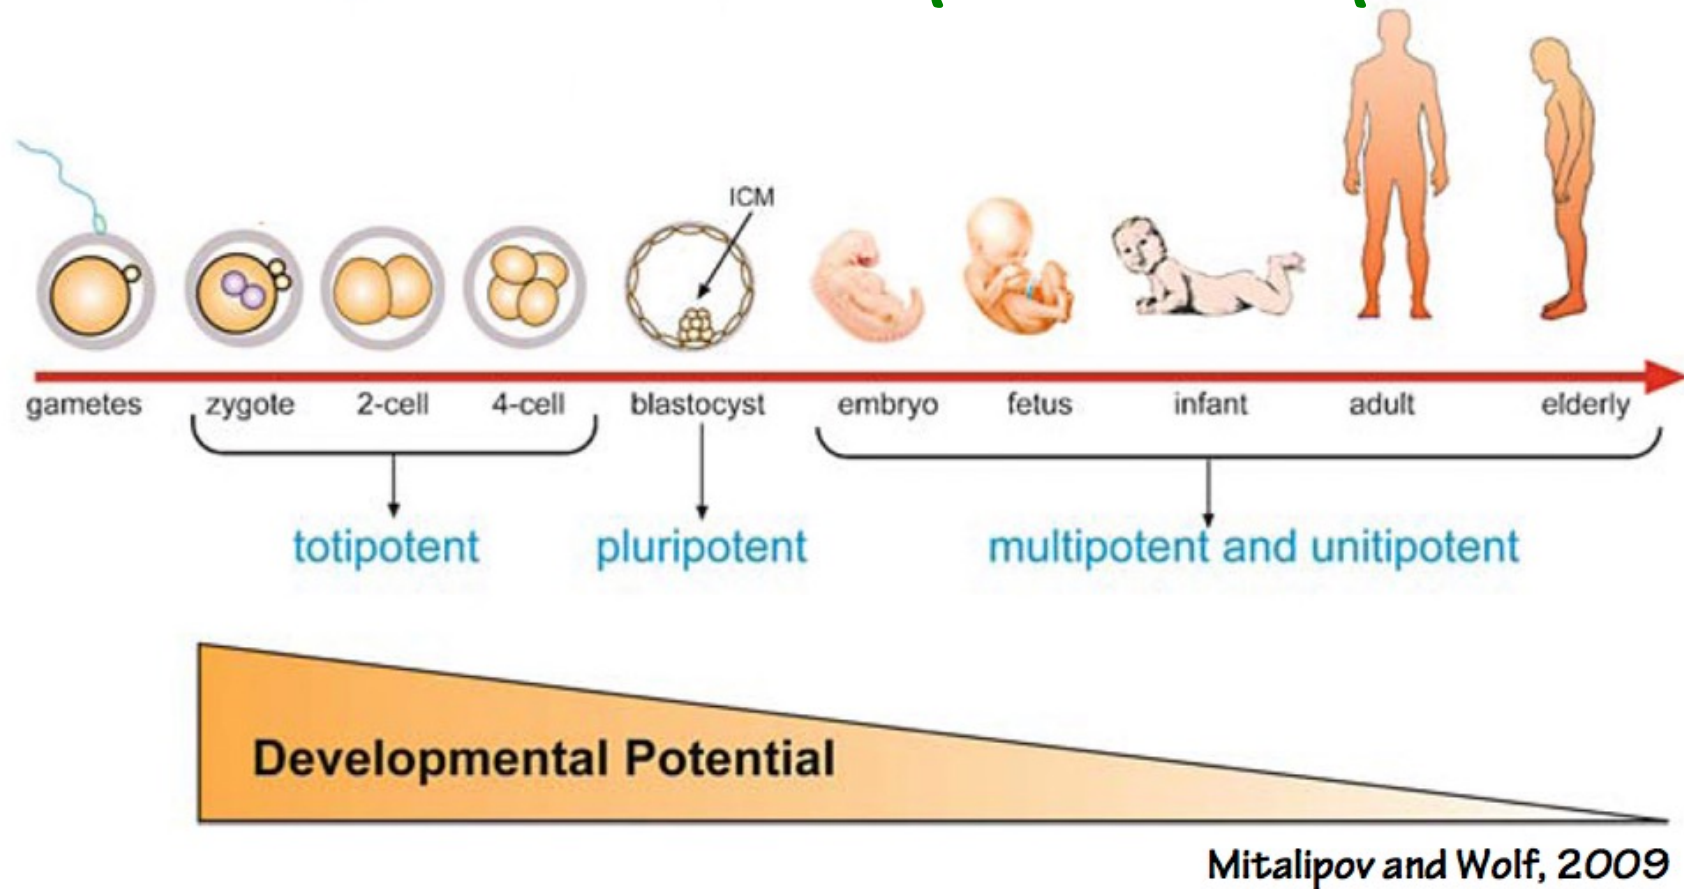 ICM
gametes zygote 2-cell 4-cell blastocyst embryo fetus infant adult elderly
totipotent pluripotent multipotent and unitipotent
Developmental Potential
Mitalipov and Wolf, 2009